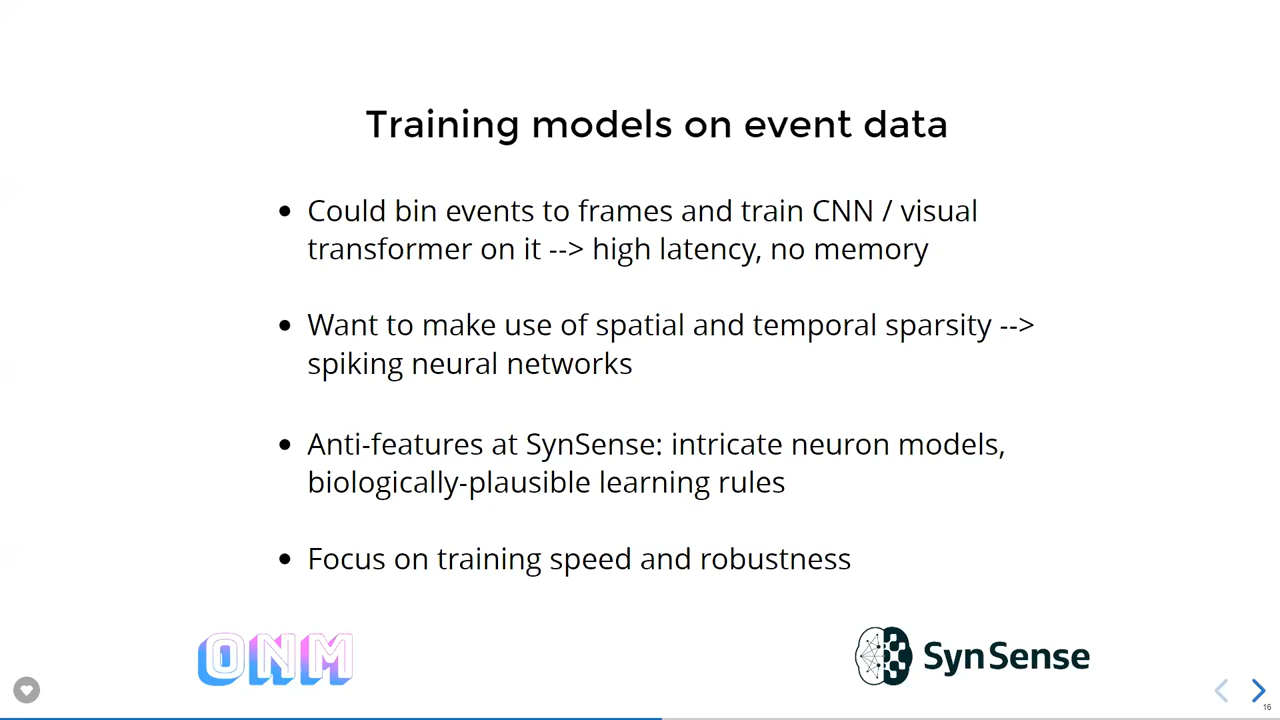 Training models on event data
• Could bin events to frames and train CNN / visual
transformer on it --> high latency, no memory
• Want to make use of spatial and temporal sparsity -->
spiking neural networks
• Anti-features at SynSense: intricate neuron models,
biologically-plausible learning rules
• Focus on training speed and robustness
ONM
SynSense
16